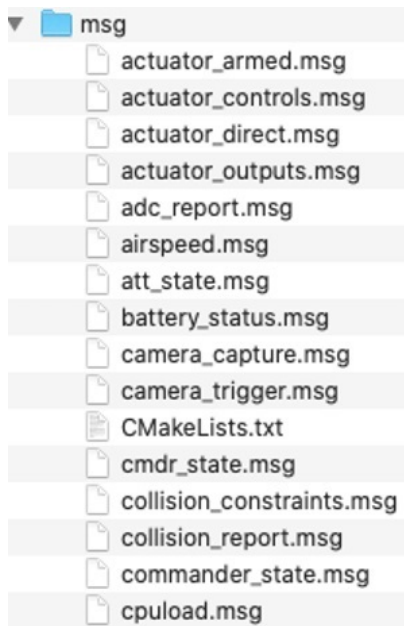 msg
actuator_armed.msg
actuator_controls.msg
actuator_direct.msg
actuator_outputs.msg
adc_report.msg
airspeed.msg
att_state.msg
battery_status.msg
camera_capture.msg
camera_trigger.msg
CMakeLists.txt
cmdr_state.msg
collision_constraints.msg
collision_report.msg
commander_state.msg
cpuload.msg